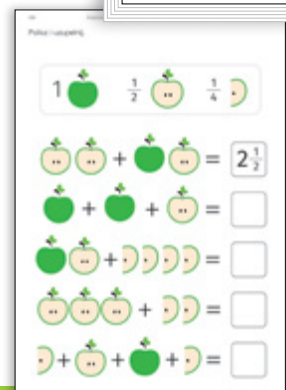 Policz i uzupełnij.
1 1/2 1/4
+ = 2 1/2
+ + =
+ =
+ =
+ + + =